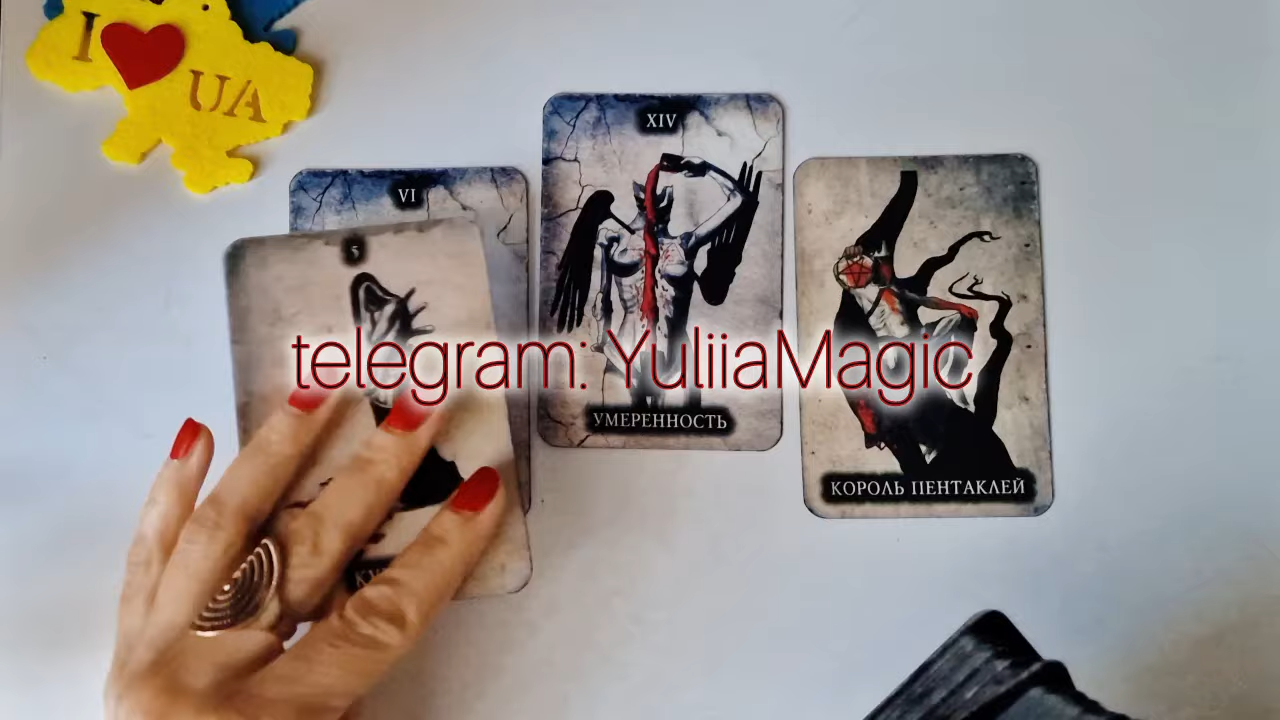 I UA
VI
5
XIV
УМЕРЕННОСТЬ
КОРОЛЬ ПЕНТАКЛЕЙ
telegram: YuliiaMagic